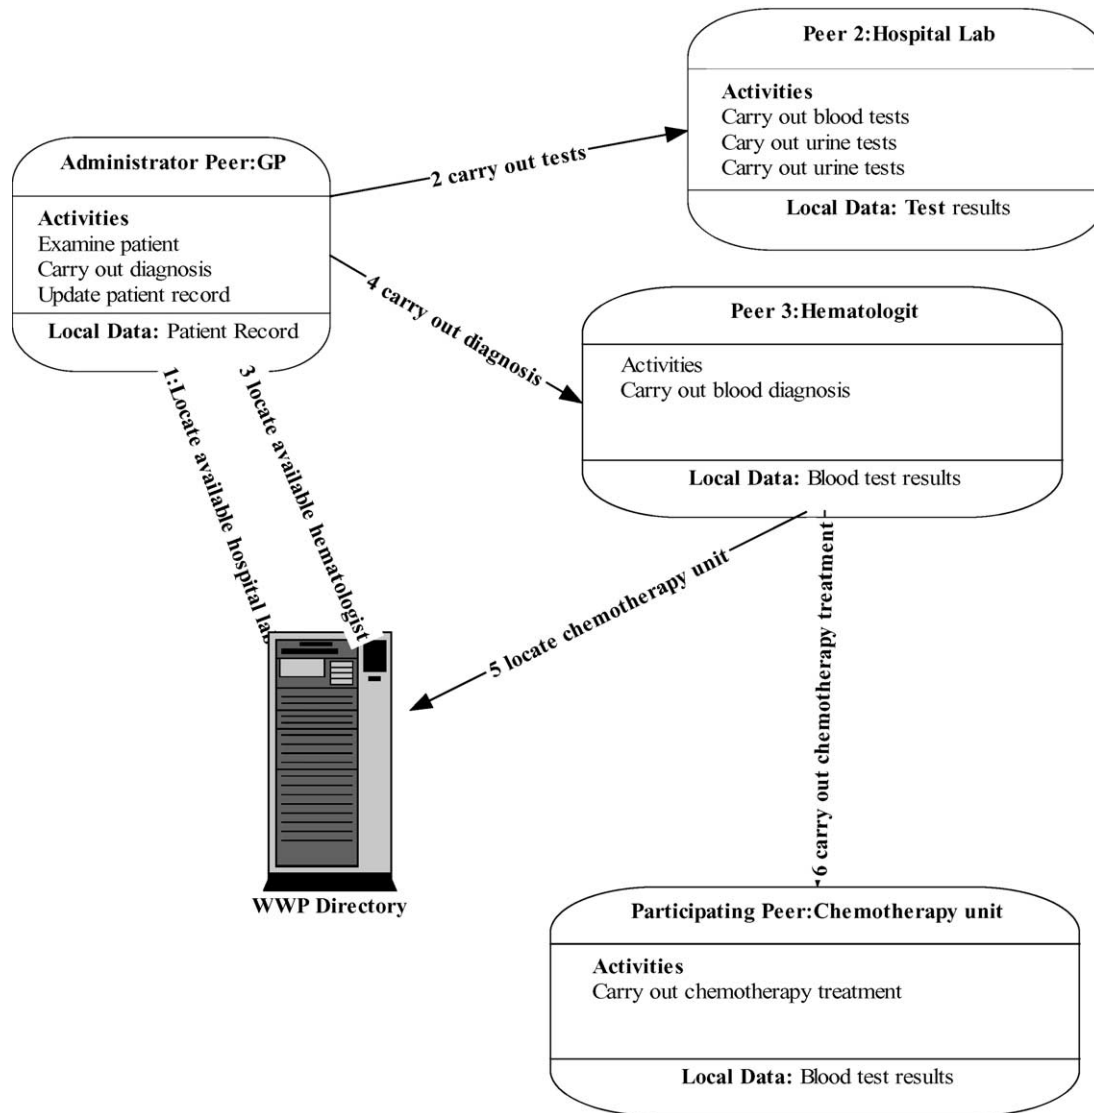 Peer 2:Hospital Lab
Activities
Carry out blood tests
Cary out urine tests
Carry out urine tests
Local Data: Test results
Administrator Peer:GP
Activities
Examine patient
Carry out diagnosis
Update patient record
Local Data: Patient Record
2 carry out tests
4 carry out diagnosis
Peer 3:Hematologit
Activities
Carry out blood diagnosis
Local Data: Blood test results
1:Locate available hospital lab
3 locate available hematologist
5 locate chemotherapy unit
6 carry out chemotherapy treatment
WWP Directory
Participating Peer:Chemotherapy unit
Activities
Carry out chemotherapy treatment
Local Data: Blood test results